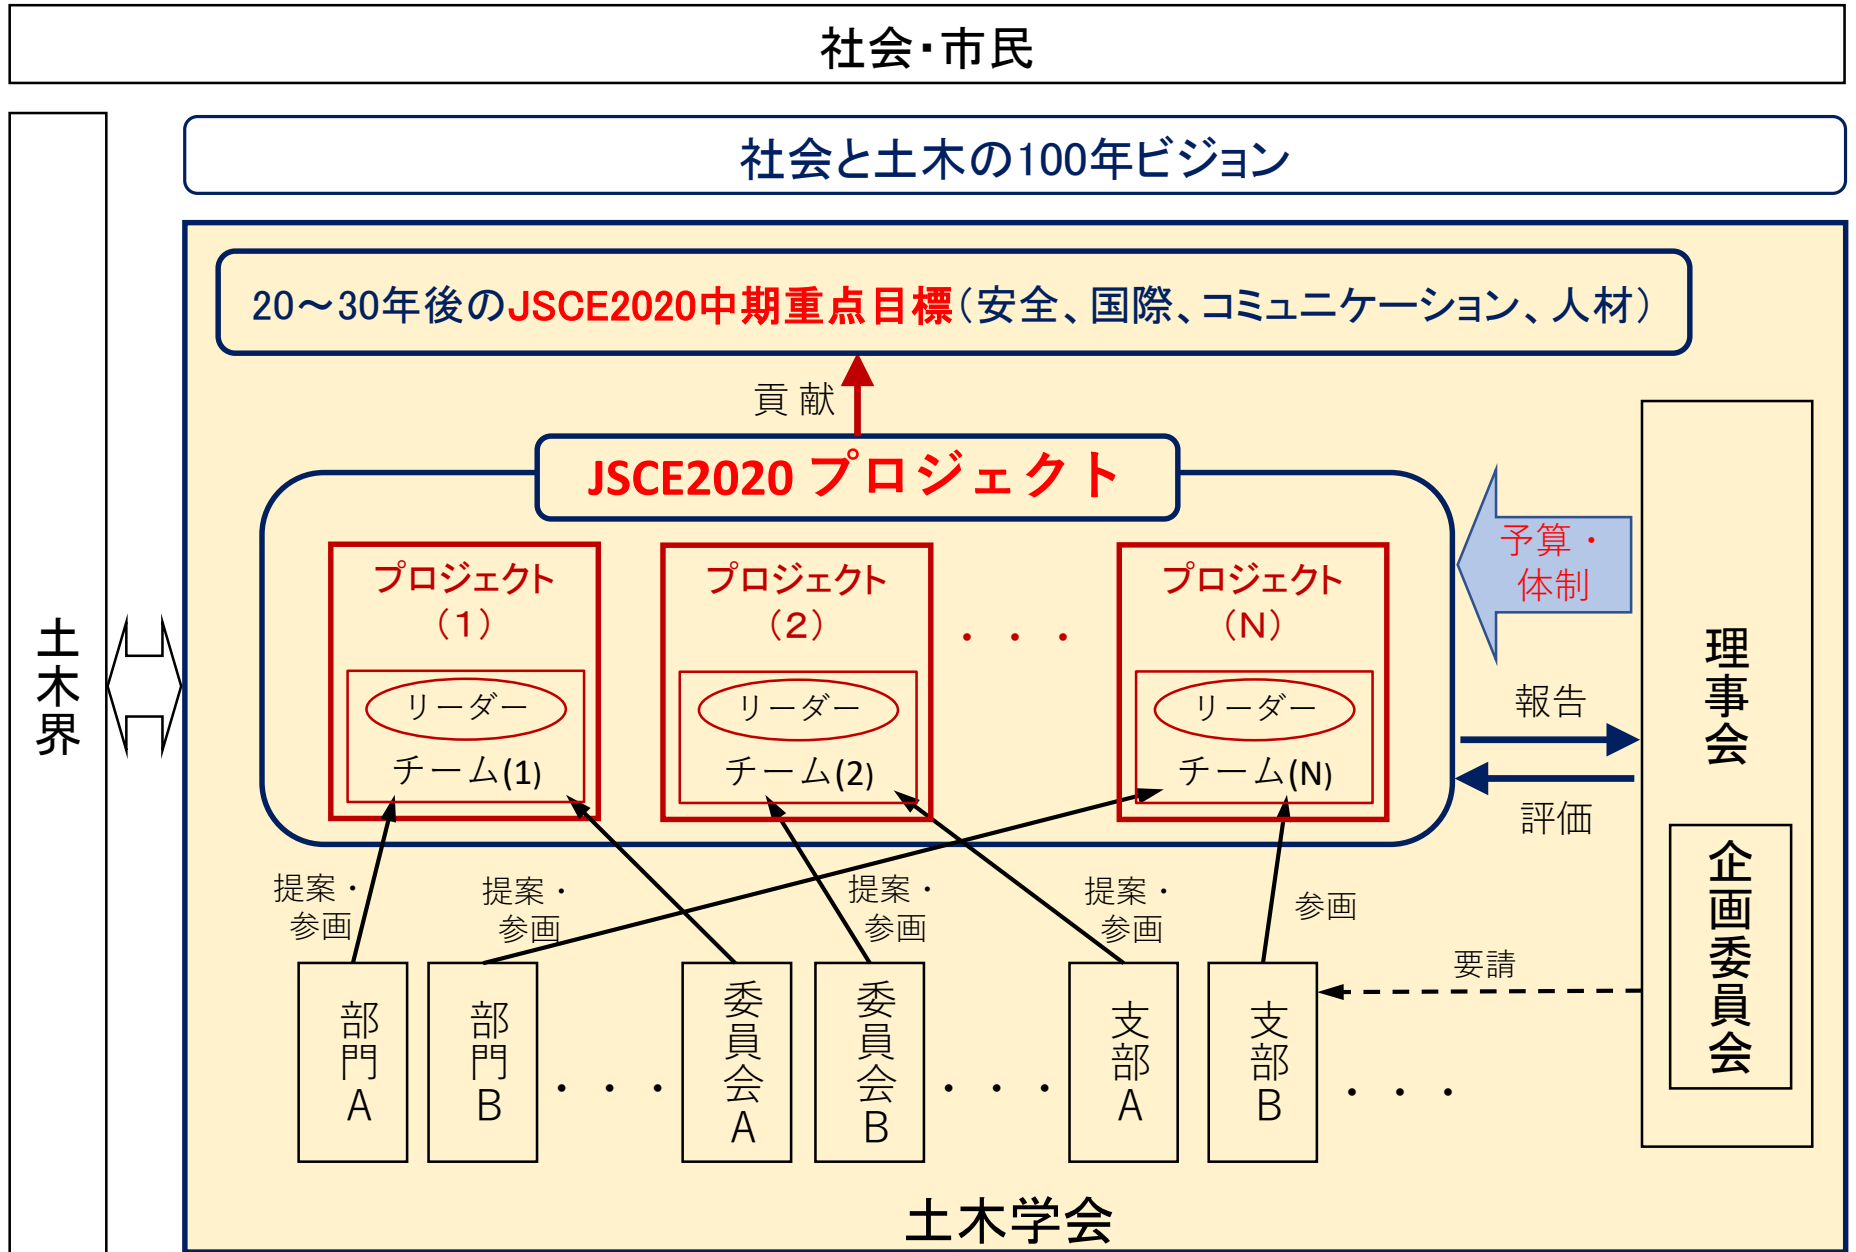 社会・市民
社会と土木の100年ビジョン
20～30年後のJSCE2020中期重点目標(安全、国際、コミュニケーション、人材)
貢 献
JSCE2020 プロジェクト
プロジェクト
(1)
リーダー
チーム(1)
プロジェクト
(2)
リーダー
チーム(2)
・・・
プロジェクト
(N)
リーダー
チーム(N)
予算・
体制
報告
評価
土木界
理事会
企画委員会
提案・
参画
提案・
参画
提案・
参画
提案・
参画
参画
要請
部門A
部門B
・・・
委員会A
委員会B
・・・
支部A
支部B
・・・
土木学会